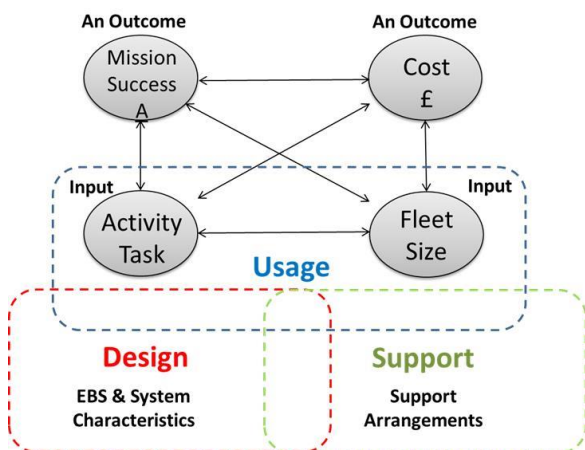 An Outcome
An Outcome
Mission
Success
A
Cost
£
Input
Input
Activity
Task
Fleet
Size
Usage
Design
Support
EBS & System
Characteristics
Support
Arrangements